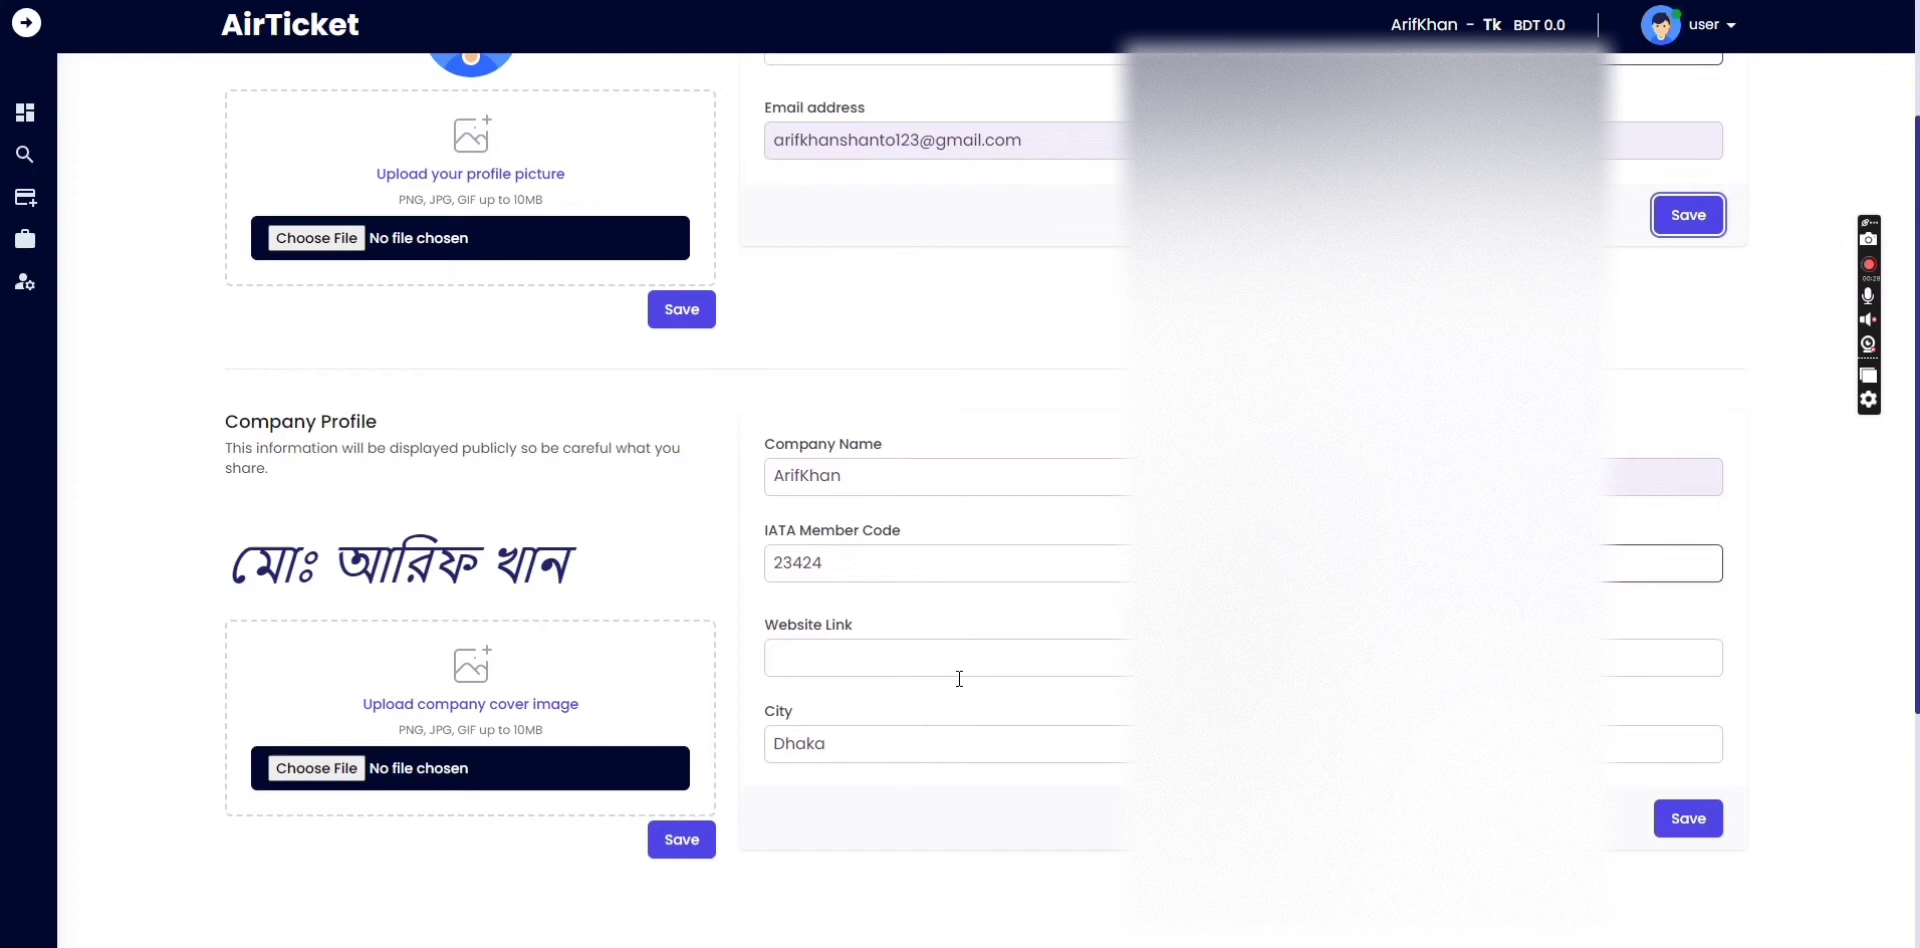 AirTicket
ArifKhan - Tk BDT 0.0
user
Email address
arifkhanshanto123@gmail.com
Upload your profile picture
PNG, JPG, GIF up to 10MB
Choose File No file chosen
Save
Save
00:28
Company Profile
This information will be displayed publicly so be careful what you
share.
মোঃ আরিফ খান
Upload company cover image
PNG, JPG, GIF up to 10MB
Choose File No file chosen
Save
Company Name
ArifKhan
IATA Member Code
23424
Website Link
City
Dhaka
Save